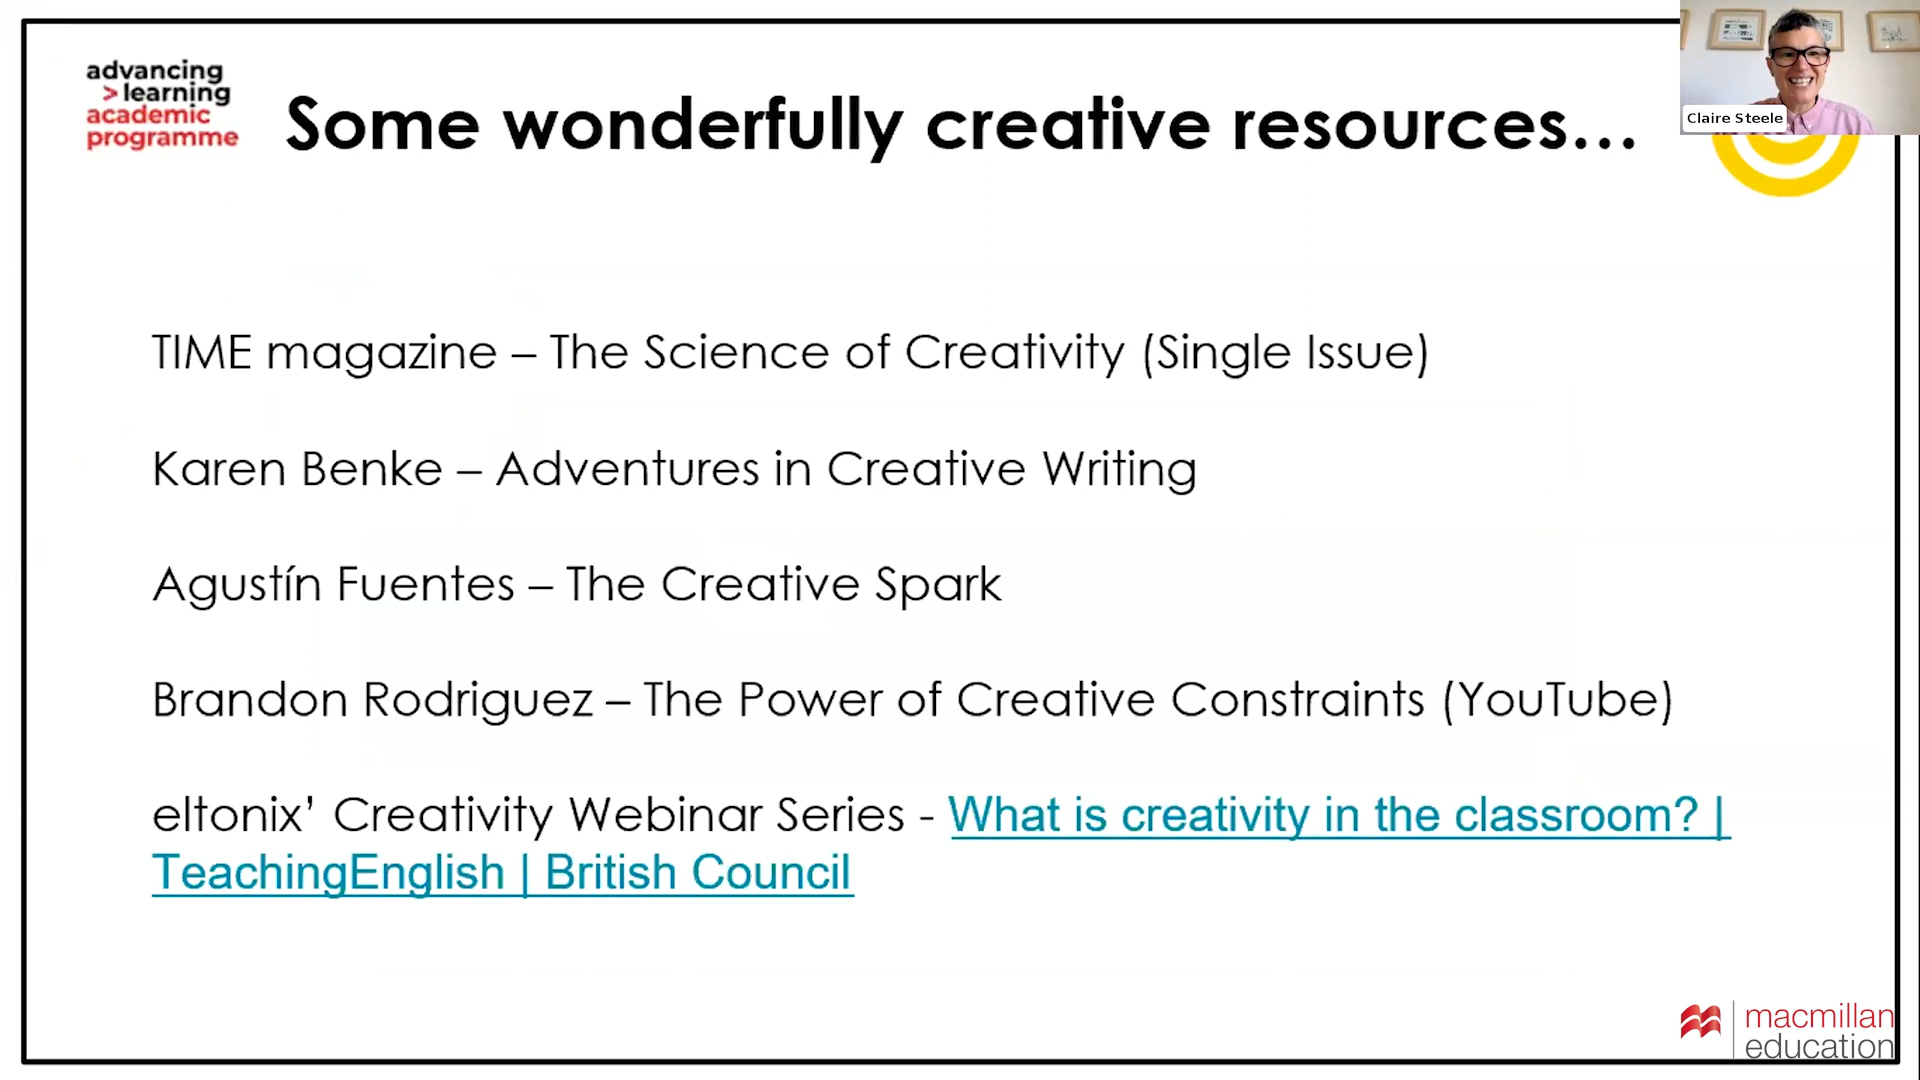 advancing
>learning
academic
programme
Some wonderfully creative resources...
Claire Steele
TIME magazine – The Science of Creativity (Single Issue)
Karen Benke – Adventures in Creative Writing
Agustín Fuentes – The Creative Spark
Brandon Rodriguez – The Power of Creative Constraints (YouTube)
eltonix’ Creativity Webinar Series - What is creativity in the classroom? |
TeachingEnglish | British Council
macmillan
education